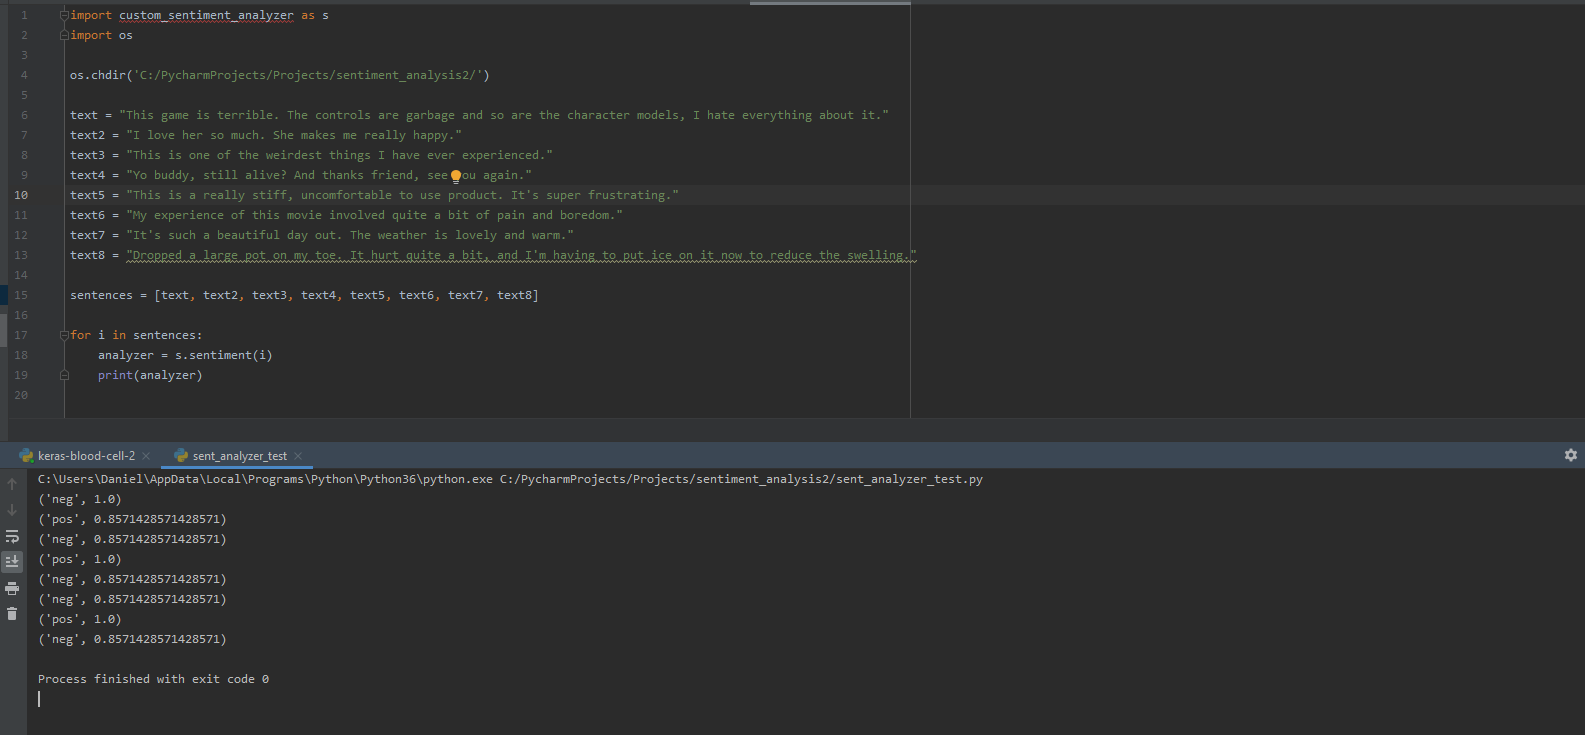 1 import custom_sentiment_analyzer as s
2 import os
3
4 os.chdir('C:/PycharmProjects/Projects/sentiment_analysis2/')
5
6 text = "This game is terrible. The controls are garbage and so are the character models, I hate everything about it."
7 text2 = "I love her so much. She makes me really happy."
8 text3 = "This is one of the weirdest things I have ever experienced."
9 text4 = "Yo buddy, still alive? And thanks friend, see ou again."
10 text5 = "This is a really stiff, uncomfortable to use product. It's super frustrating."
11 text6 = "My experience of this movie involved quite a bit of pain and boredom."
12 text7 = "It's such a beautiful day out. The weather is lovely and warm."
13 text8 = "Dropped a large pot on my toe. It hurt quite a bit, and I'm having to put ice on it now to reduce the swelling."
14
15 sentences = [text, text2, text3, text4, text5, text6, text7, text8]
16
17 for i in sentences:
18     analyzer = s.sentiment(i)
19     print(analyzer)
20
keras-blood-cell-2 sent_analyzer_test
C:\Users\Daniel\AppData\Local\Programs\Python\Python36\python.exe C:/PycharmProjects/Projects/sentiment_analysis2/sent_analyzer_test.py
('neg', 1.0)
('pos', 0.8571428571428571)
('neg', 0.8571428571428571)
('pos', 1.0)
('neg', 0.8571428571428571)
('neg', 0.8571428571428571)
('pos', 1.0)
('neg', 0.8571428571428571)
Process finished with exit code 0